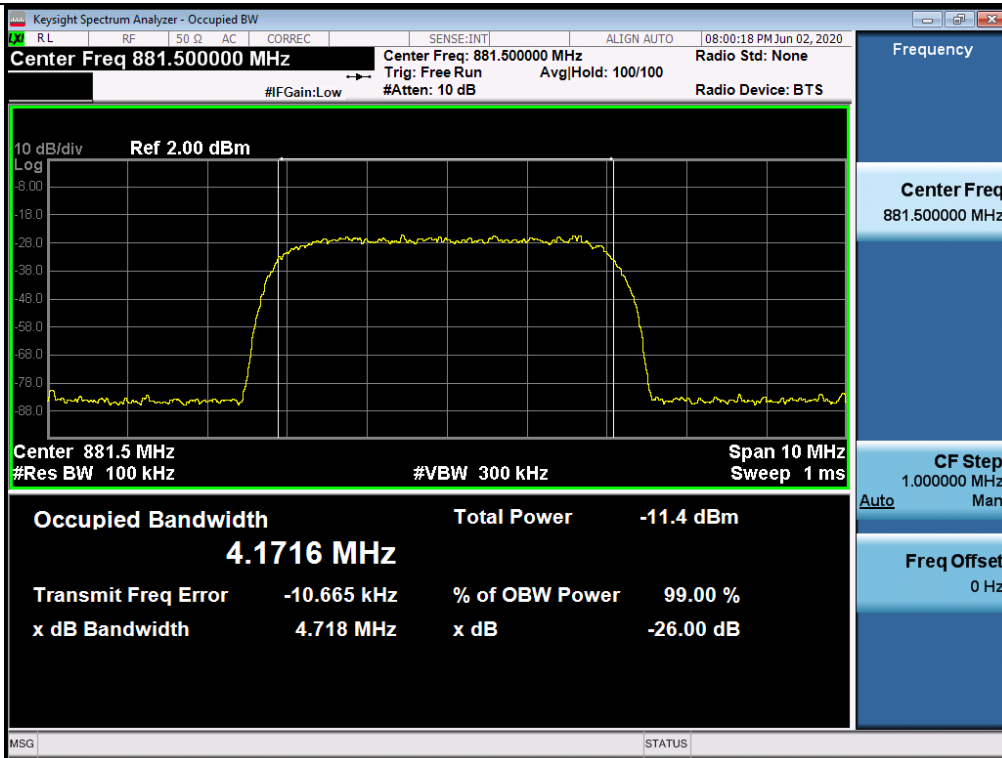 Keysight Spectrum Analyzer - Occupied BW
LXI RL RF 50 Ω AC CORREC SENSE:INT ALIGN AUTO 08:00:18 PM Jun 02, 2020
Center Freq 881.500000 MHz
Center Freq: 881.500000 MHz Radio Std: None
Trig: Free Run Avg|Hold: 100/100
#IFGain:Low #Atten: 10 dB Radio Device: BTS
10 dB/div Ref 2.00 dBm
Log
-8.00
-18.0
-28.0
-38.0
-48.0
-58.0
-68.0
-78.0
-88.0
Center 881.5 MHz Span 10 MHz
#Res BW 100 kHz #VBW 300 kHz Sweep 1 ms
Occupied Bandwidth Total Power -11.4 dBm
4.1716 MHz
Transmit Freq Error -10.665 kHz % of OBW Power 99.00 %
x dB Bandwidth 4.718 MHz x dB -26.00 dB
MSG STATUS
Frequency
Center Freq
881.500000 MHz
CF Step
1.000000 MHz
Auto Man
Freq Offset
0 Hz